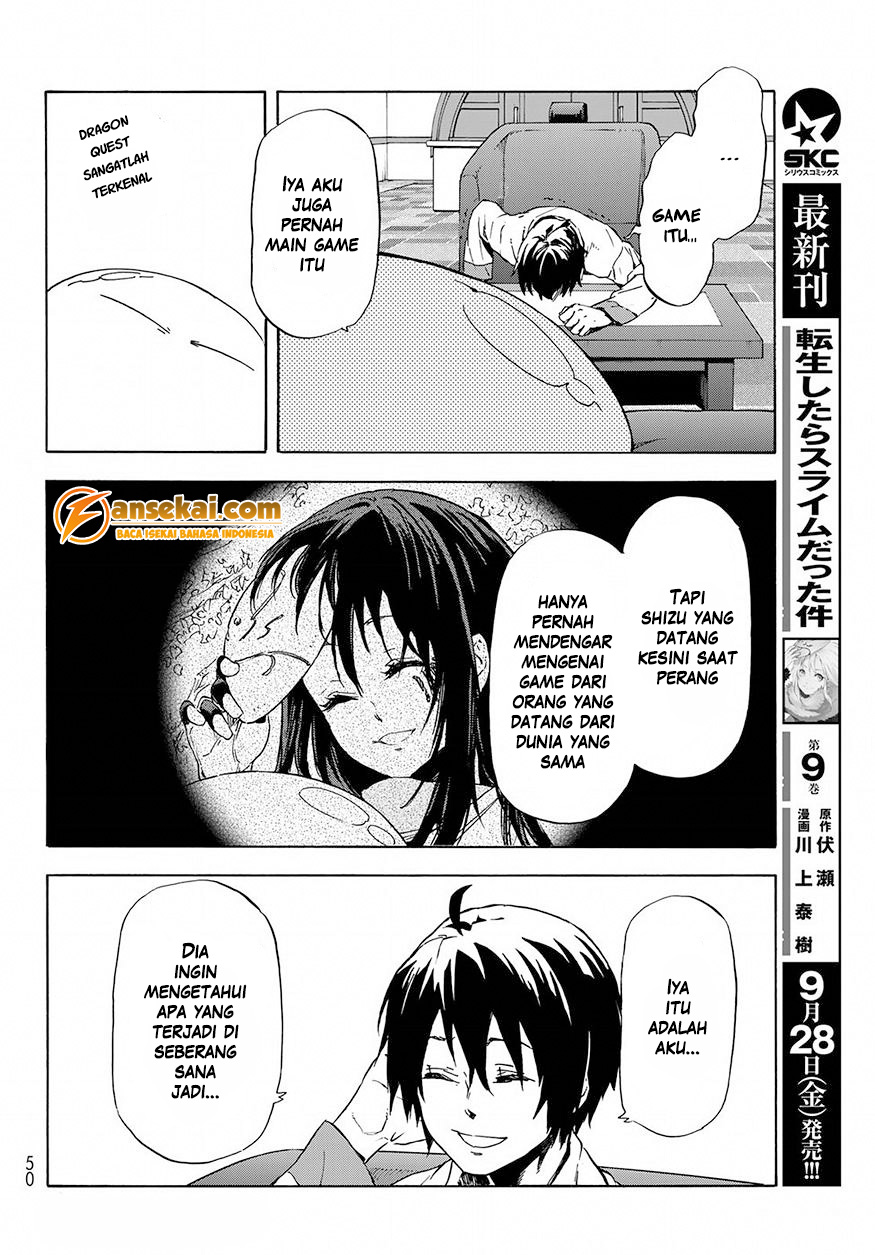 ...
GAME
ITU...
IYA AKU
JUGA
PERNAH
MAIN GAME
ITU
DRAGON
QUEST
SANGATLAH
TERKENAL
TAPI
SHIZU YANG
DATANG
KESINI SAAT
PERANG
HANYA
PERNAH
MENDENGAR
MENGENAI
GAME DARI
ORANG YANG
DATANG DARI
DUNIA YANG
SAMA
ansekai.com
BACA ISEKAI BAHASA INDONESIA
IYA
ITU
ADALAH
AKU...
DIA
INGIN
MENGETAHUI
APA YANG
TERJADI DI
SEBERANG
SANA
JADI...
50
SKC
シリウスコミックス
最新刊
転生したらスライムだった件
第9巻
原作 伏瀬
漫画 川上泰樹
9月28日(金)発売!!!